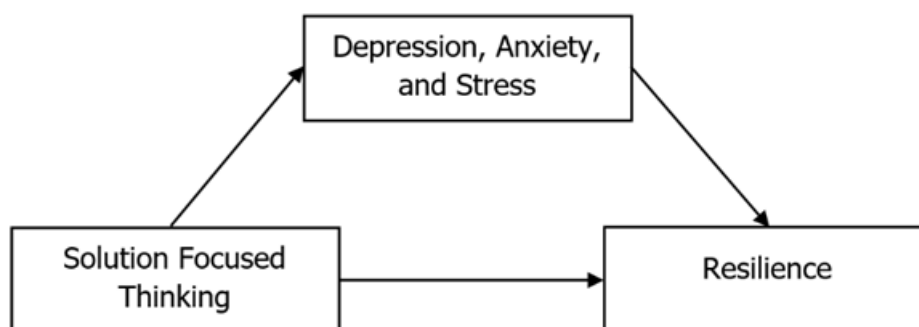 Depression, Anxiety,
and Stress
Solution Focused
Thinking
Resilience